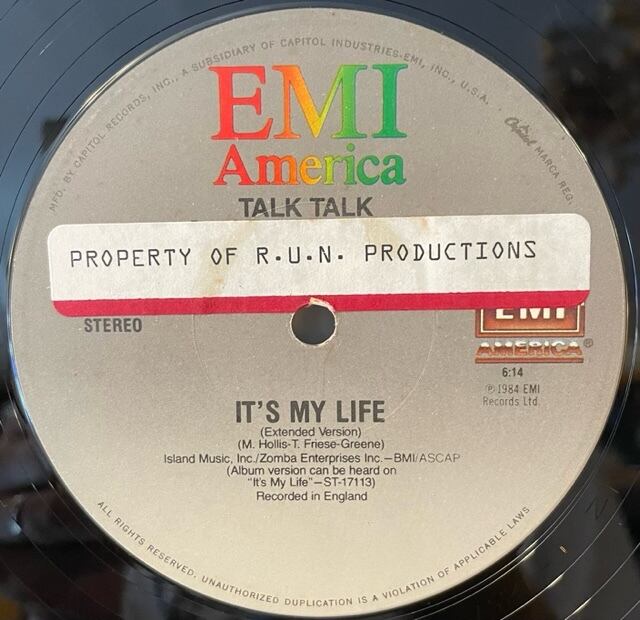 MFD. BY CAPITOL RECORDS, INC., A SUBSIDIARY OF CAPITOL INDUSTRIES-EMI, INC., U.S.A.
Capitol MARCA REG.
EMI
America
TALK TALK
PROPERTY OF R.U.N. PRODUCTIONS
STEREO
EMI
AMERICA®
6:14
℗ 1984 EMI
Records Ltd.
IT'S MY LIFE
(Extended Version)
(M. Hollis-T. Friese-Greene)
Island Music, Inc./Zomba Enterprises Inc.—BMI/ASCAP
(Album version can be heard on
"It's My Life"—ST-17113)
Recorded in England
ALL RIGHTS RESERVED. UNAUTHORIZED DUPLICATION IS A VIOLATION OF APPLICABLE LAWS